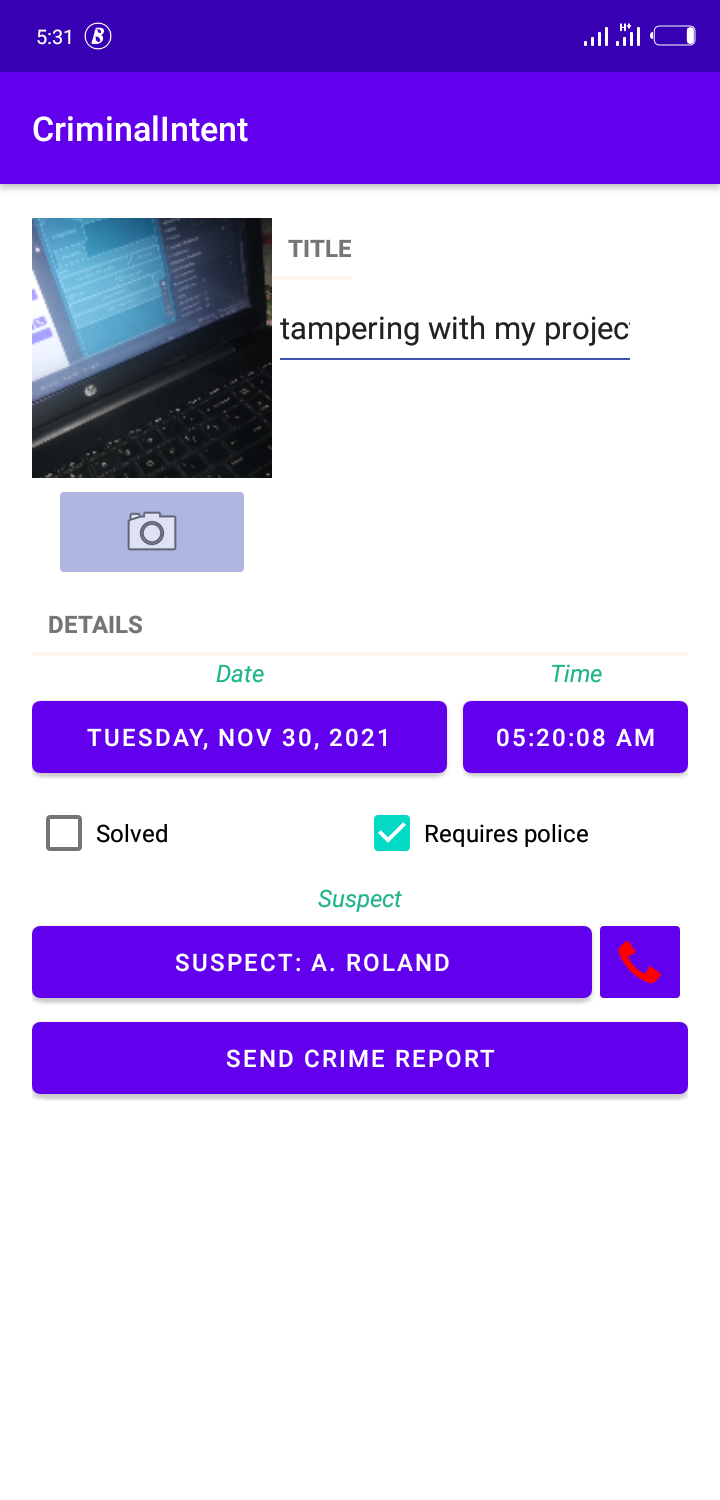 5:31
CriminalIntent
TITLE
tampering with my projec
DETAILS
Date Time
TUESDAY, NOV 30, 2021 05:20:08 AM
Solved Requires police
Suspect
SUSPECT: A. ROLAND
SEND CRIME REPORT